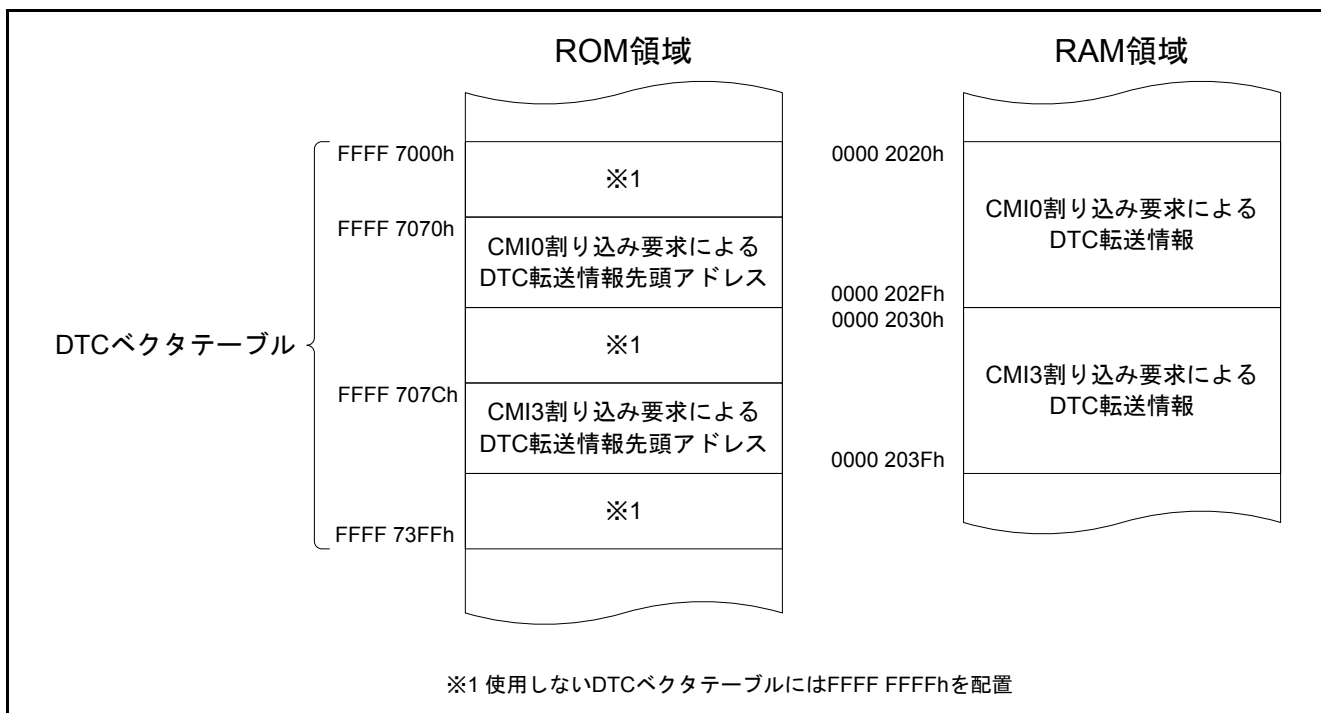 ROM領域
RAM領域
DTCベクタテーブル
FFFF 7000h
※1
FFFF 7070h
CMI0割り込み要求による
DTC転送情報先頭アドレス
※1
FFFF 707Ch
CMI3割り込み要求による
DTC転送情報先頭アドレス
※1
FFFF 73FFh
0000 2020h
CMI0割り込み要求による
DTC転送情報
0000 202Fh
0000 2030h
CMI3割り込み要求による
DTC転送情報
0000 203Fh
※1 使用しないDTCベクタテーブルにはFFFF FFFFhを配置